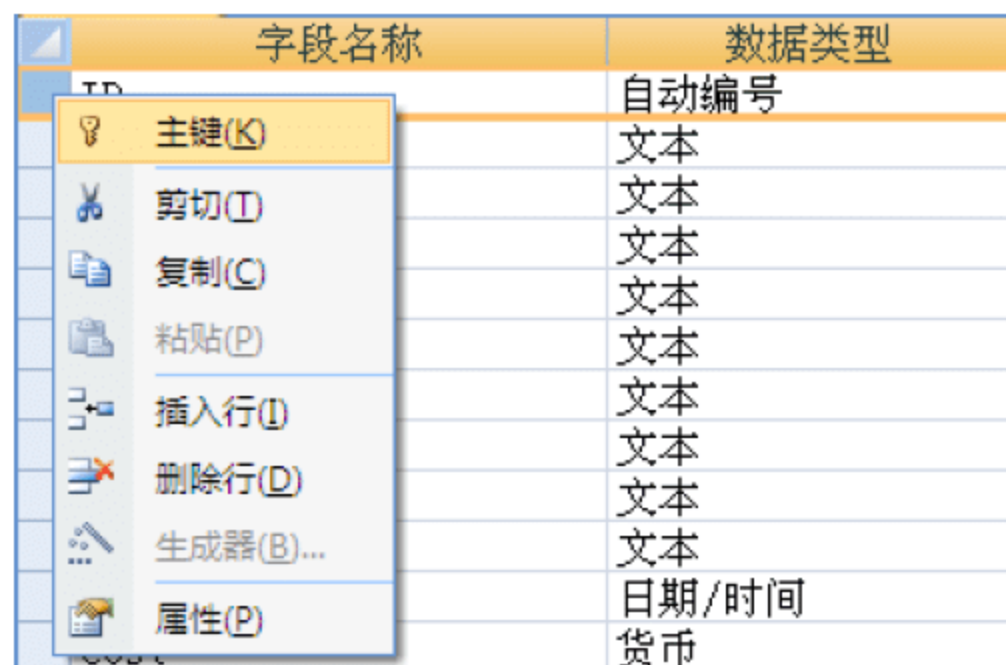 字段名称 数据类型
ID 自动编号
主键(K) 文本
文本
剪切(T) 文本
复制(C) 文本
粘贴(P) 文本
插入行(I) 文本
文本
删除行(D) 文本
生成器(B)... 文本
日期/时间
属性(P)
Cost 货币